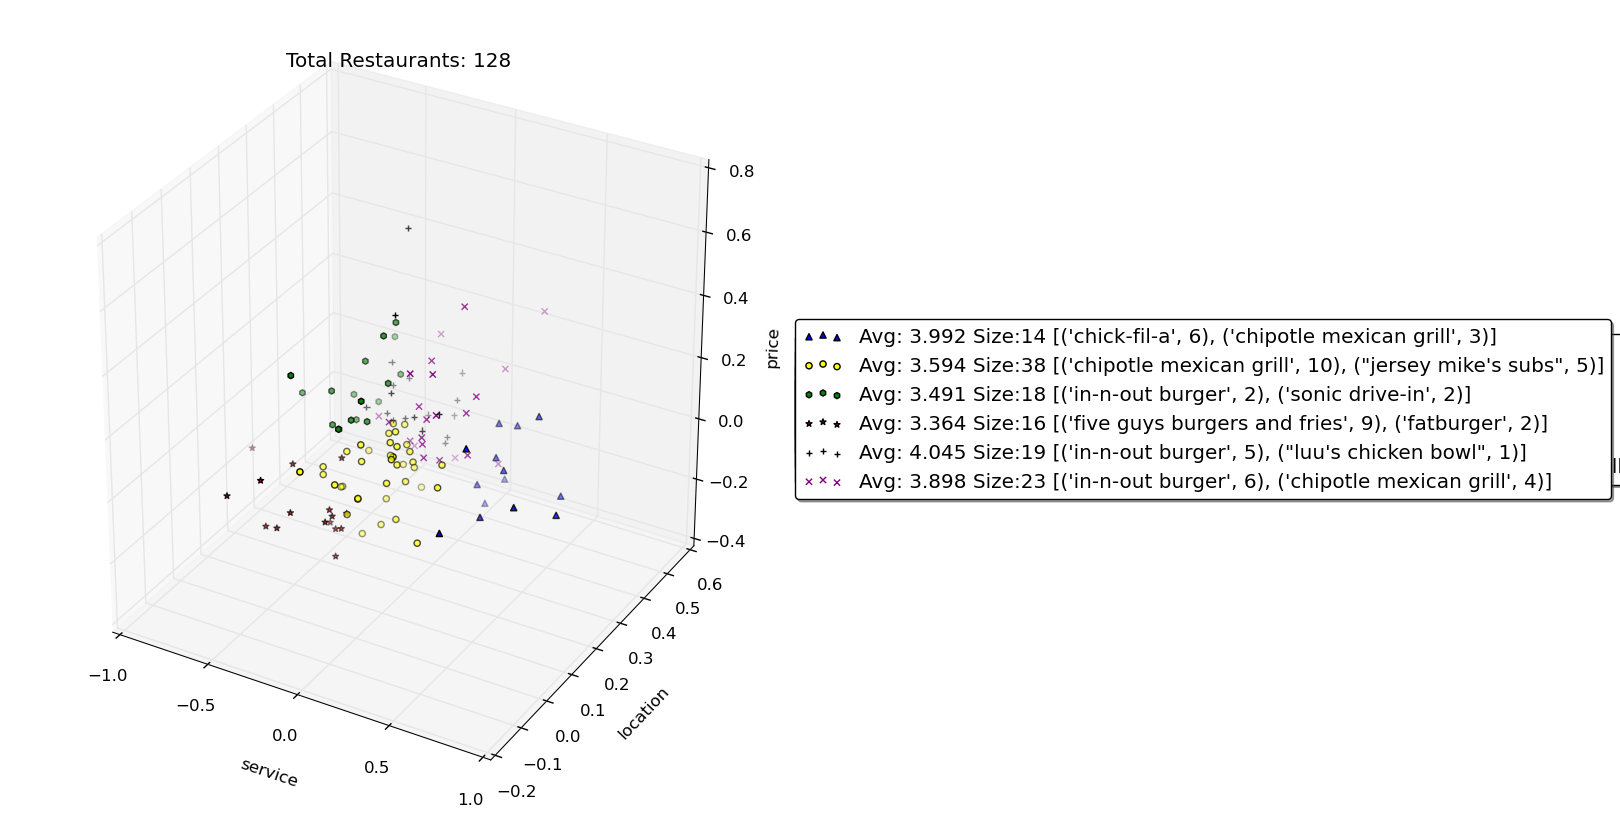 Total Restaurants: 128
0.8
0.6
0.4
0.2
0.0
−0.2
−0.4
price
Avg: 3.992 Size:14 [('chick-fil-a', 6), ('chipotle mexican grill', 3)]
Avg: 3.594 Size:38 [('chipotle mexican grill', 10), ("jersey mike's subs", 5)]
Avg: 3.491 Size:18 [('in-n-out burger', 2), ('sonic drive-in', 2)]
Avg: 3.364 Size:16 [('five guys burgers and fries', 9), ('fatburger', 2)]
Avg: 4.045 Size:19 [('in-n-out burger', 5), ("luu's chicken bowl", 1)]
Avg: 3.898 Size:23 [('in-n-out burger', 6), ('chipotle mexican grill', 4)]
0.6
0.5
0.4
0.3
0.2
0.1
0.0
−0.1
−0.2
location
−1.0
−0.5
0.0
0.5
1.0
service